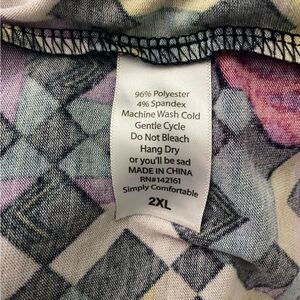 96% Polyester
4% Spandex
Machine Wash Cold
Gentle Cycle
Do Not Bleach
Hang Dry
or you'll be sad
MADE IN CHINA
RN#142161
Simply Comfortable
2XL